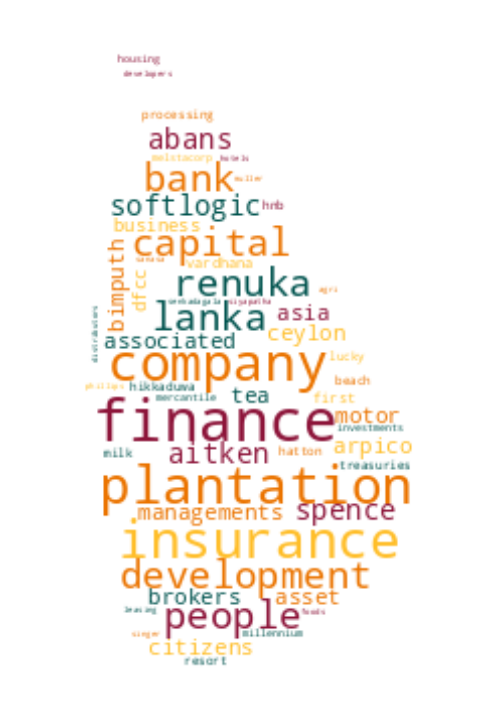 housing
developers
processing
abans
melstacorp hotels
bank muller
softlogic hnb
business
capital
bimputh
sanasa vardhana
dfcc renuka agri
senkadagala siyapatha
lanka asia
distributors
associated ceylon
company lucky
phillips hikkaduwa beach
mercantile tea first
finance motor
investments
milk aitken hatton arpico
treasuries
plantation
managements spence
insurance
development
brokers asset
leasing people foods
singer millennium
citizens
resort